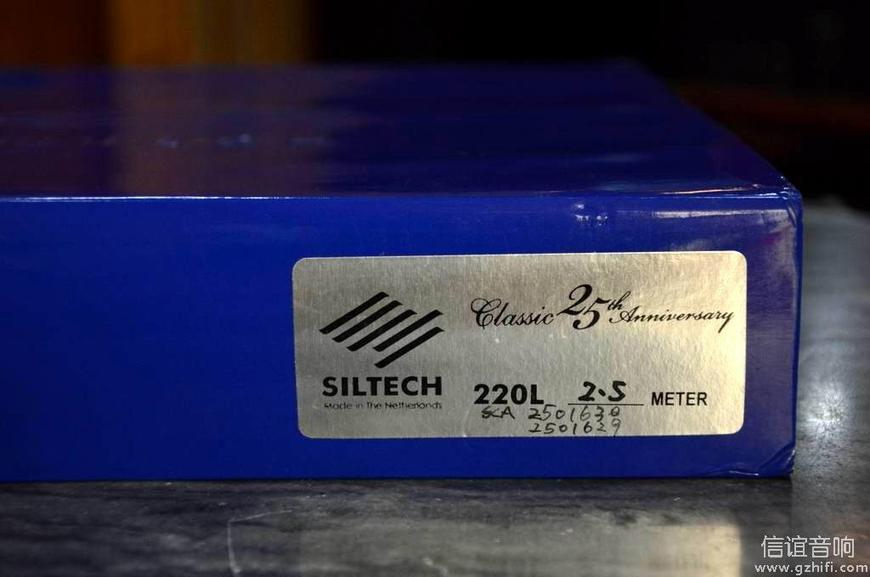 Classic 25th Anniversary
SILTECH
Made in The Netherlands
220L 2.5 METER
SCA 2501630
2501629
信谊音响
www.gzhifi.com